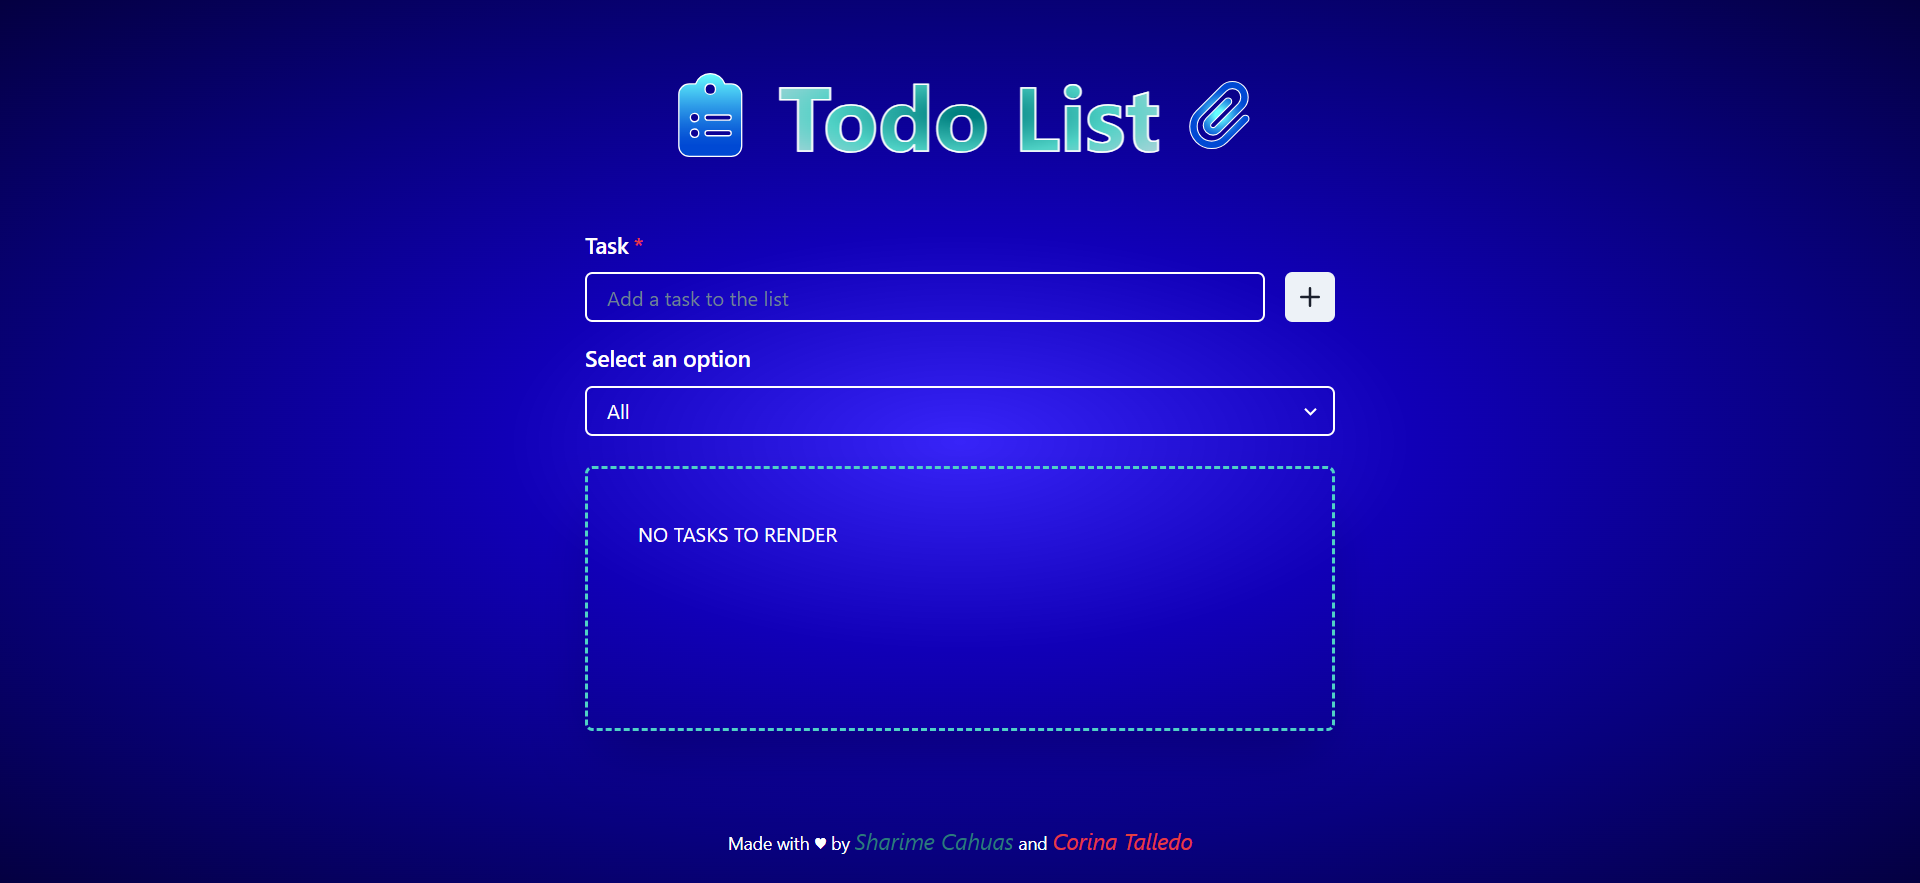 Todo List
Task *
Add a task to the list
Select an option
All
NO TASKS TO RENDER
Made with ♥ by Sharime Cahuas and Corina Talledo